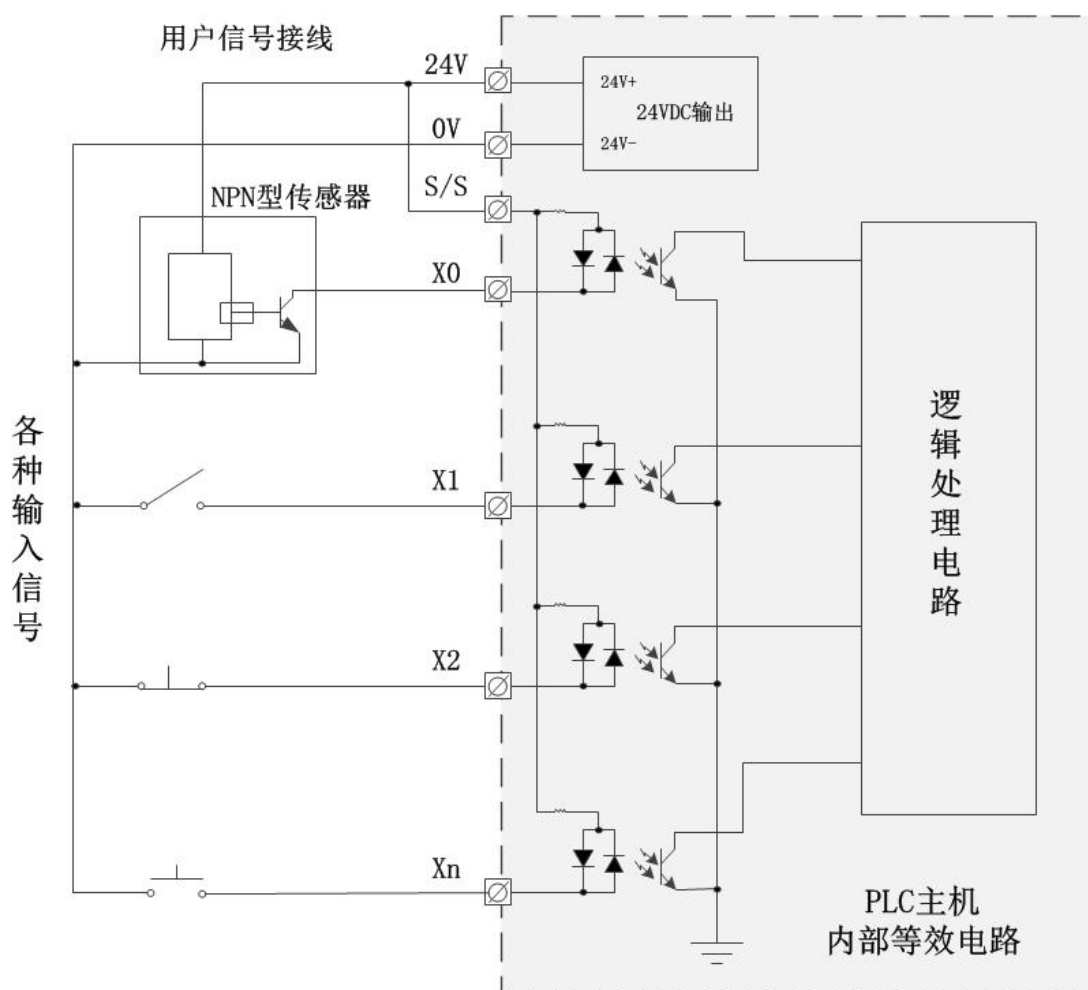 用户信号接线
24V
24V+
24VDC输出
0V
24V-
S/S
NPN型传感器
X0
各种输入信号
逻辑处理电路
X1
X2
Xn
PLC主机
内部等效电路